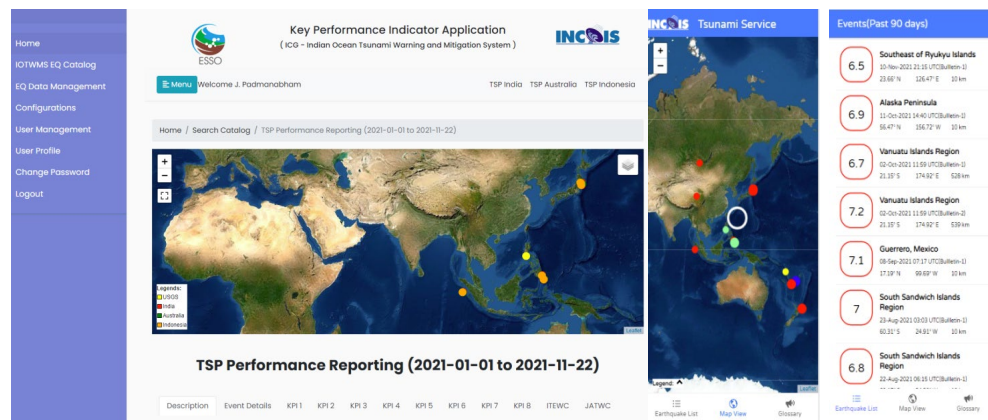 Home
IOTWMS EQ Catalog
EQ Data Management
Configurations
User Management
User Profile
Change Password
Logout
ESSO
Key Performance Indicator Application
( ICG - Indian Ocean Tsunami Warning and Mitigation System )
INCOIS
Menu Welcome J. Padmanabham
TSP India TSP Australia TSP Indonesia
Home / Search Catalog / TSP Performance Reporting (2021-01-01 to 2021-11-22)
+
−
Legends:
USGS
India
Australia
Indonesia
Leaflet
TSP Performance Reporting (2021-01-01 to 2021-11-22)
Description Event Details KPI 1 KPI 2 KPI 3 KPI 4 KPI 5 KPI 6 KPI 7 KPI 8 ITEWC JATWC
INCOIS Tsunami Service
+
−
Legend:
Leaflet
Earthquake List Map View Glossary
Events(Past 90 days)
6.5
Southeast of Ryukyu Islands
10-Nov-2021 21:15 UTC(Bulletin-1)
23.66° N 126.47° E 10 km
6.9
Alaska Peninsula
11-Oct-2021 14:40 UTC(Bulletin-1)
56.47° N 156.72° W 10 km
6.7
Vanuatu Islands Region
02-Oct-2021 11:59 UTC(Bulletin-1)
21.15° S 174.92° E 528 km
7.2
Vanuatu Islands Region
02-Oct-2021 11:59 UTC(Bulletin-2)
21.15° S 174.92° E 539 km
7.1
Guerrero, Mexico
08-Sep-2021 07:17 UTC(Bulletin-1)
17.19° N 99.69° W 10 km
7
South Sandwich Islands
Region
23-Aug-2021 03:03 UTC(Bulletin-1)
60.31° S 24.91° W 10 km
6.8
South Sandwich Islands
Region
22-Aug-2021 06:15 UTC(Bulletin-1)
Earthquake List Map View Glossary